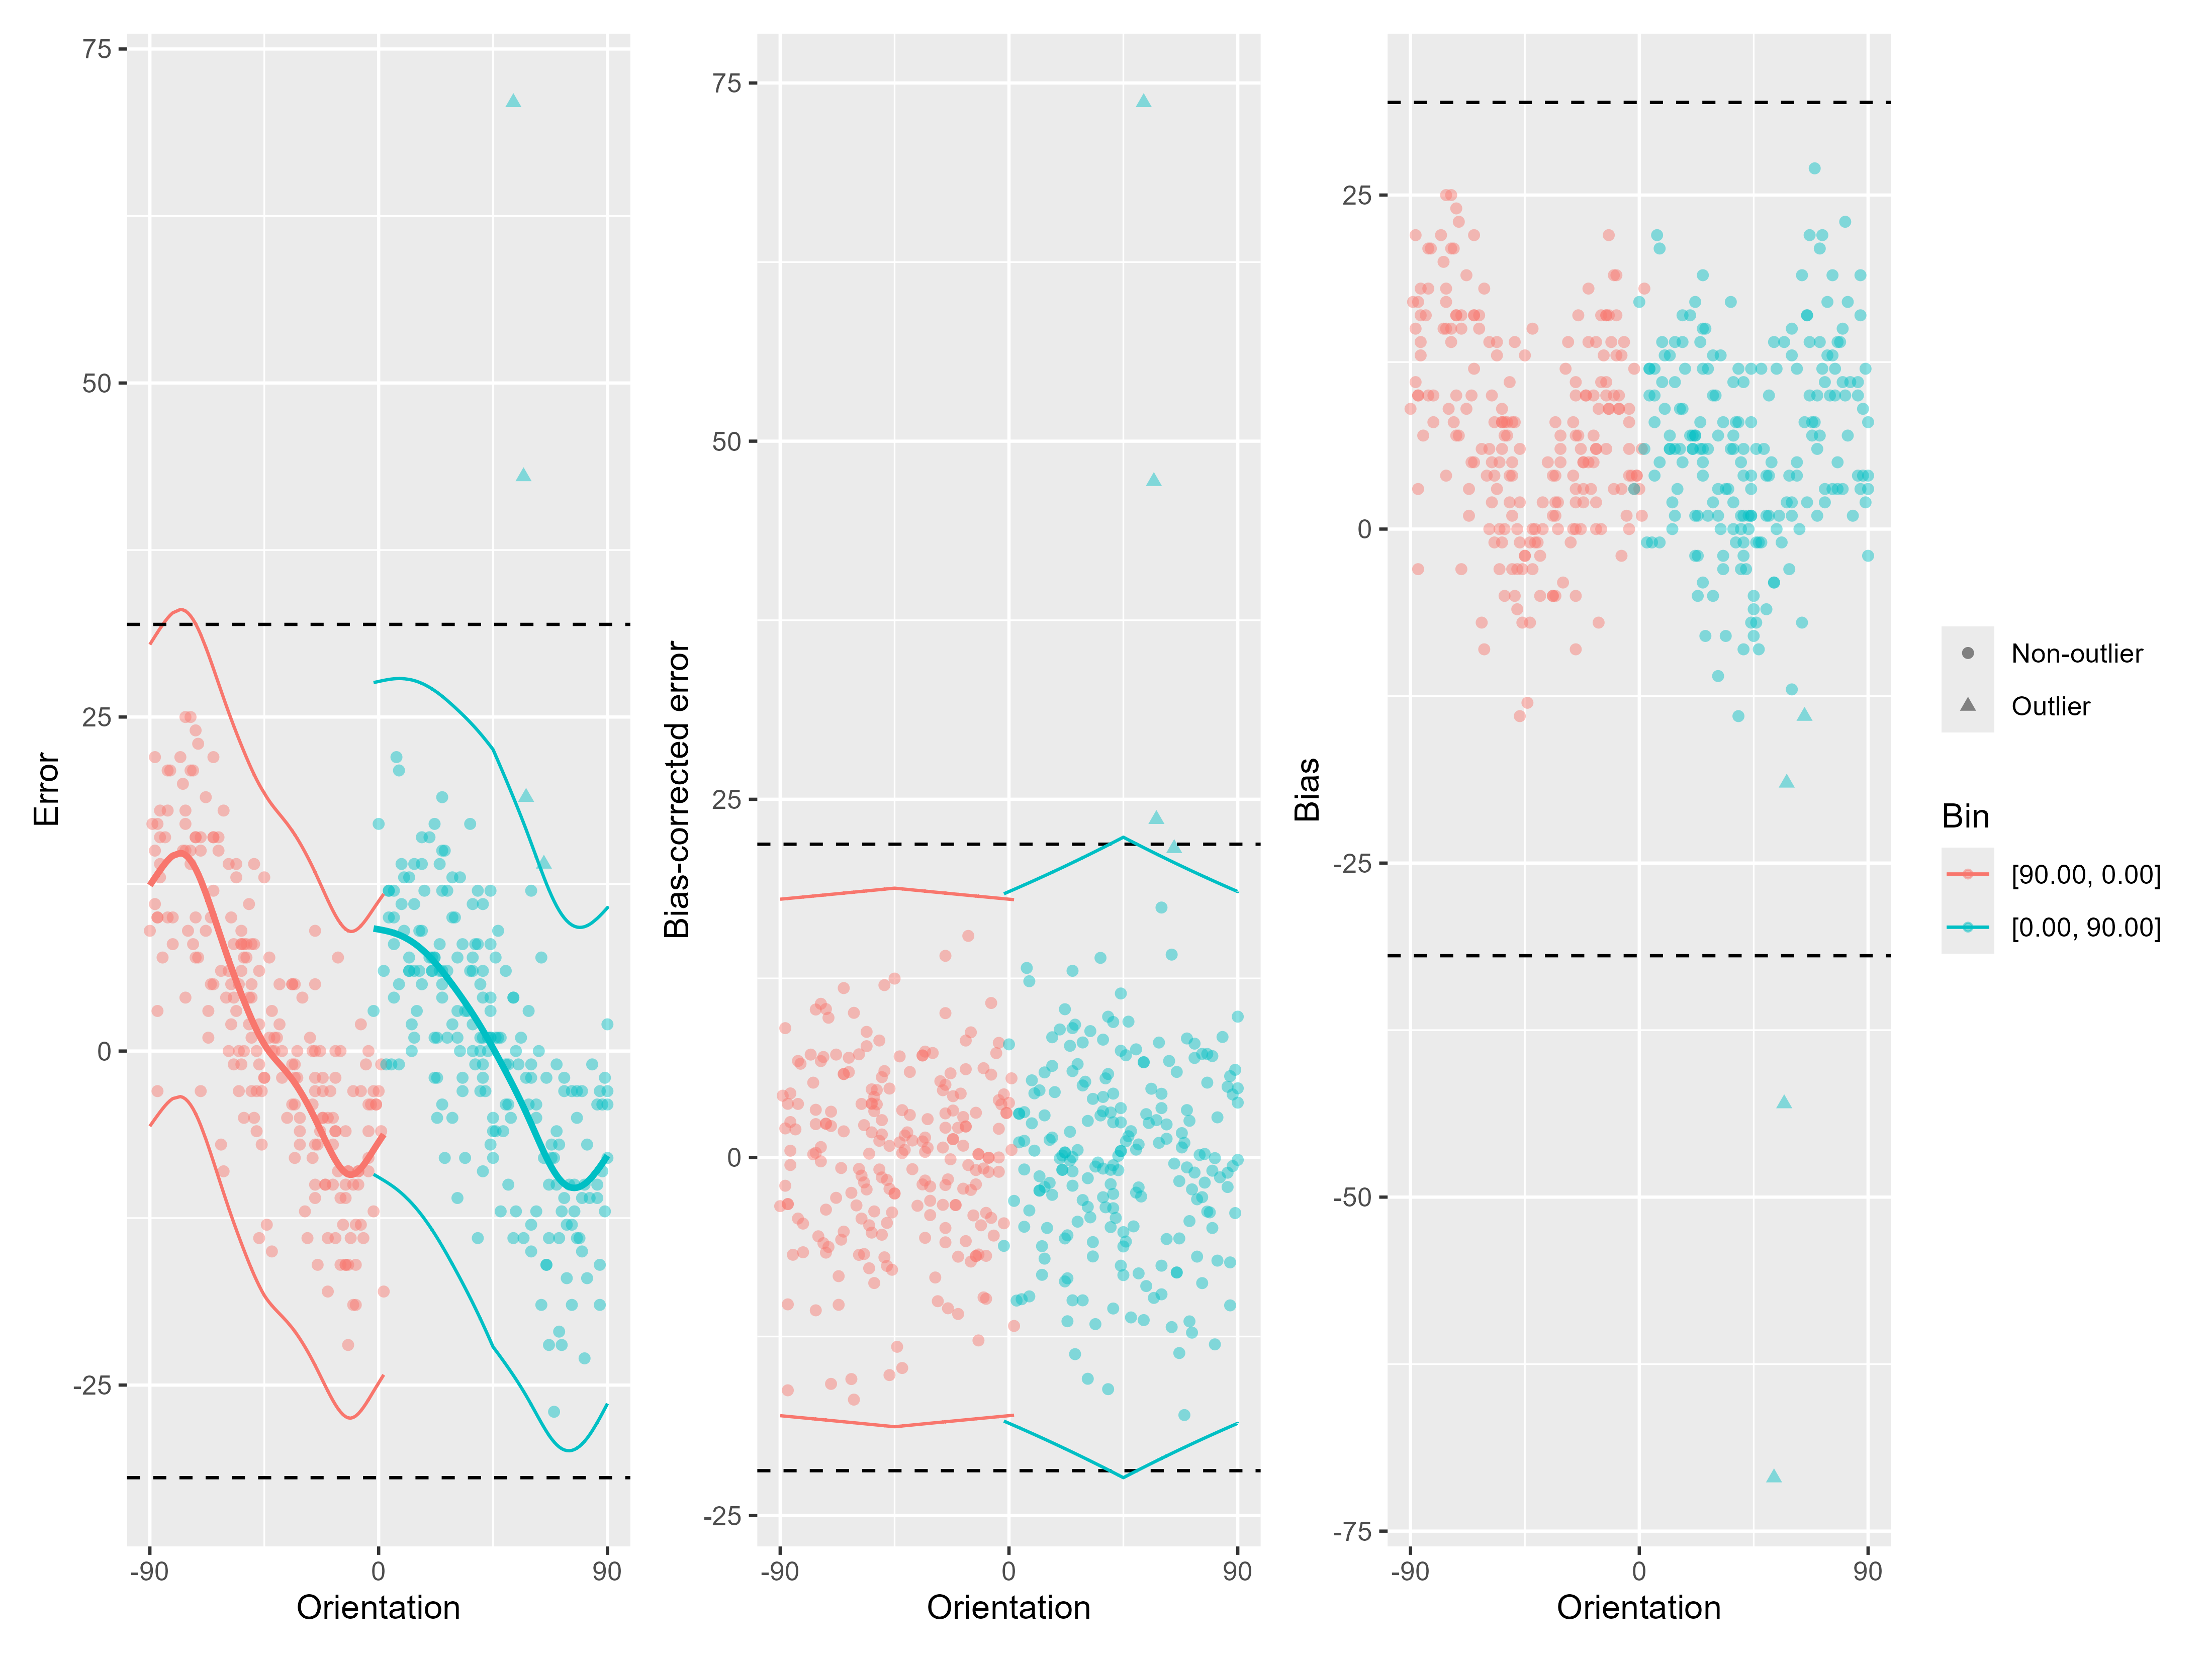 75
50
25
0
-25
-90
0
90
Orientation
Error
75
50
25
0
-25
-90
0
90
Orientation
Bias-corrected error
25
0
-25
-50
-75
-90
0
90
Orientation
Bias
Non-outlier
Outlier
Bin
[90.00, 0.00]
[0.00, 90.00]